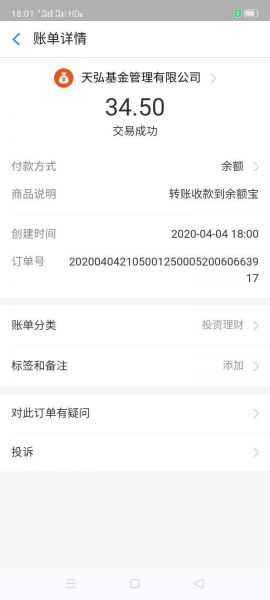 18:01
账单详情
天弘基金管理有限公司
34.50
交易成功
付款方式 余额
商品说明 转账收款到余额宝
创建时间 2020-04-04 18:00
订单号 202004042105001250005200606639
17
账单分类 投资理财
标签和备注 添加
对此订单有疑问
投诉